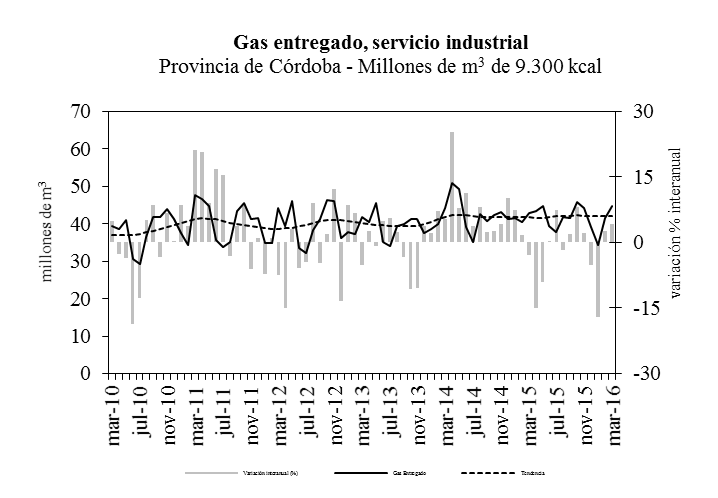 Gas entregado, servicio industrial
Provincia de Córdoba - Millones de m³ de 9.300 kcal
70
60
50
40
30
20
10
0
millones de m³
30
15
0
-15
-30
variación % interanual
mar-10
jul-10
nov-10
mar-11
jul-11
nov-11
mar-12
jul-12
nov-12
mar-13
jul-13
nov-13
mar-14
jul-14
nov-14
mar-15
jul-15
nov-15
mar-16
Variación interanual (%)
Gas Entregado
Tendencia